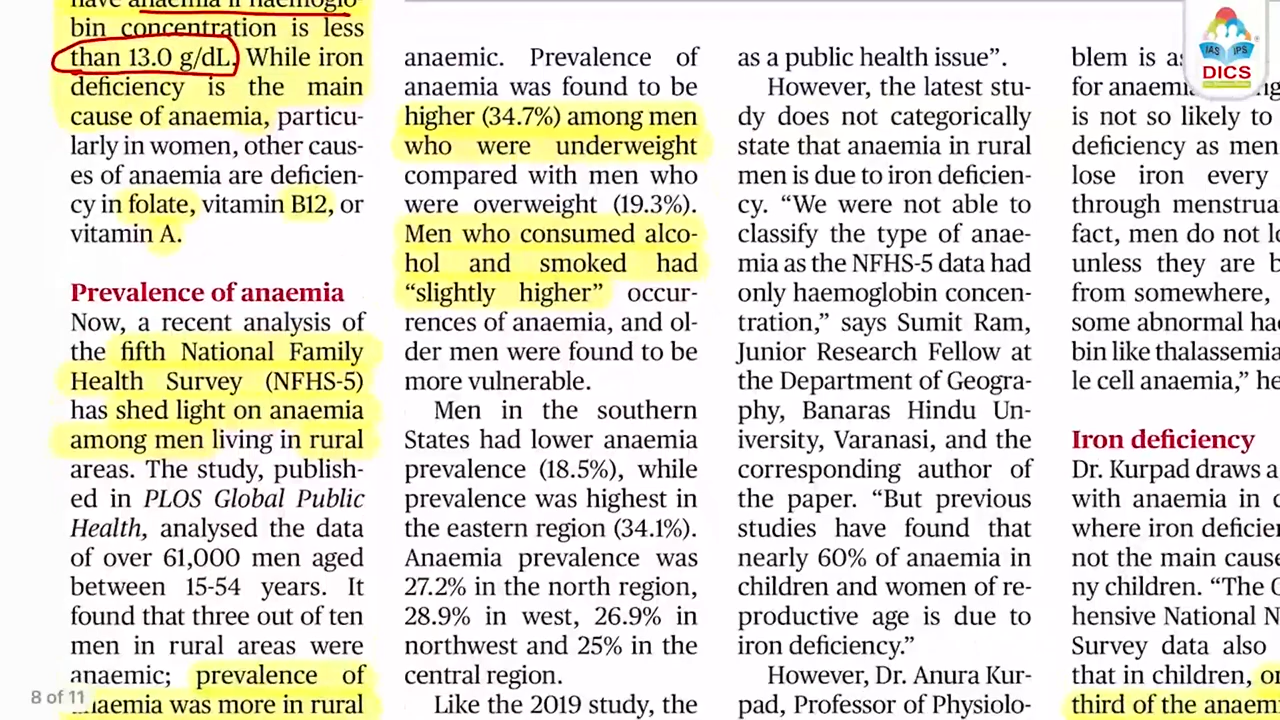 have anaemia if haemoglo-
bin concentration is less
than 13.0 g/dL. While iron
deficiency is the main
cause of anaemia, particu-
larly in women, other caus-
es of anaemia are deficien-
cy in folate, vitamin B12, or
vitamin A.
Prevalence of anaemia
Now, a recent analysis of
the fifth National Family
Health Survey (NFHS-5)
has shed light on anaemia
among men living in rural
areas. The study, publish-
ed in PLOS Global Public
Health, analysed the data
of over 61,000 men aged
between 15-54 years. It
found that three out of ten
men in rural areas were
anaemic; prevalence of
anaemia was more in rural
8 of 11
anaemic. Prevalence of
anaemia was found to be
higher (34.7%) among men
who were underweight
compared with men who
were overweight (19.3%).
Men who consumed alco-
hol and smoked had
“slightly higher” occur-
rences of anaemia, and ol-
der men were found to be
more vulnerable.
Men in the southern
States had lower anaemia
prevalence (18.5%), while
prevalence was highest in
the eastern region (34.1%).
Anaemia prevalence was
27.2% in the north region,
28.9% in west, 26.9% in
northwest and 25% in the
central region.
Like the 2019 study, the
as a public health issue”.
However, the latest stu-
dy does not categorically
state that anaemia in rural
men is due to iron deficien-
cy. “We were not able to
classify the type of anae-
mia as the NFHS-5 data had
only haemoglobin concen-
tration,” says Sumit Ram,
Junior Research Fellow at
the Department of Geogra-
phy, Banaras Hindu Un-
iversity, Varanasi, and the
corresponding author of
the paper. “But previous
studies have found that
nearly 60% of anaemia in
children and women of re-
productive age is due to
iron deficiency.”
However, Dr. Anura Kur-
pad, Professor of Physiolo-
blem is as
for anaem
is not so likely to
deficiency as men
lose iron every
through menstrua
fact, men do not l
unless they are b
from somewhere,
some abnormal ha
bin like thalassemia
le cell anaemia,” he
Iron deficiency
Dr. Kurpad draws a
with anaemia in c
where iron deficie
not the main cause
ny children. “The C
hensive National N
Survey data also
that in children, on
third of the anaem
IAS IPS
DICS